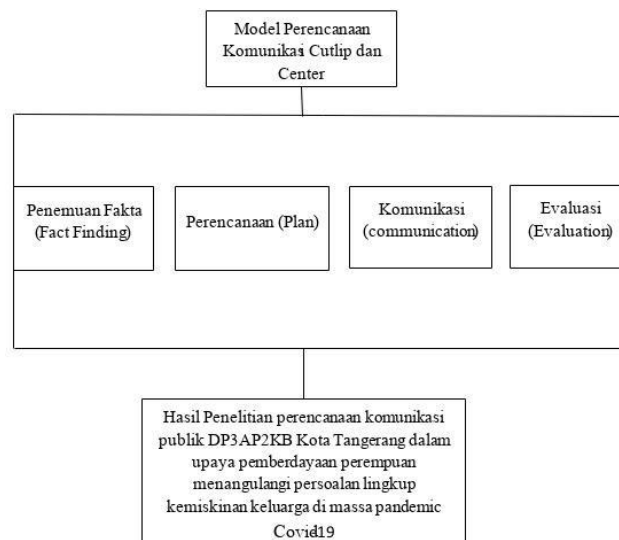 Model Perencanaan
Komunikasi Cutlip dan
Center
Penemuan Fakta
(Fact Finding)
Perencanaan (Plan)
Komunikasi
(communication)
Evaluasi
(Evaluation)
Hasil Penelitian perencanaan komunikasi
publik DP3AP2KB Kota Tangerang dalam
upaya pemberdayaan perempuan
menangulangi persoalan lingkup
kemiskinan keluarga di massa pandemic
Covid19